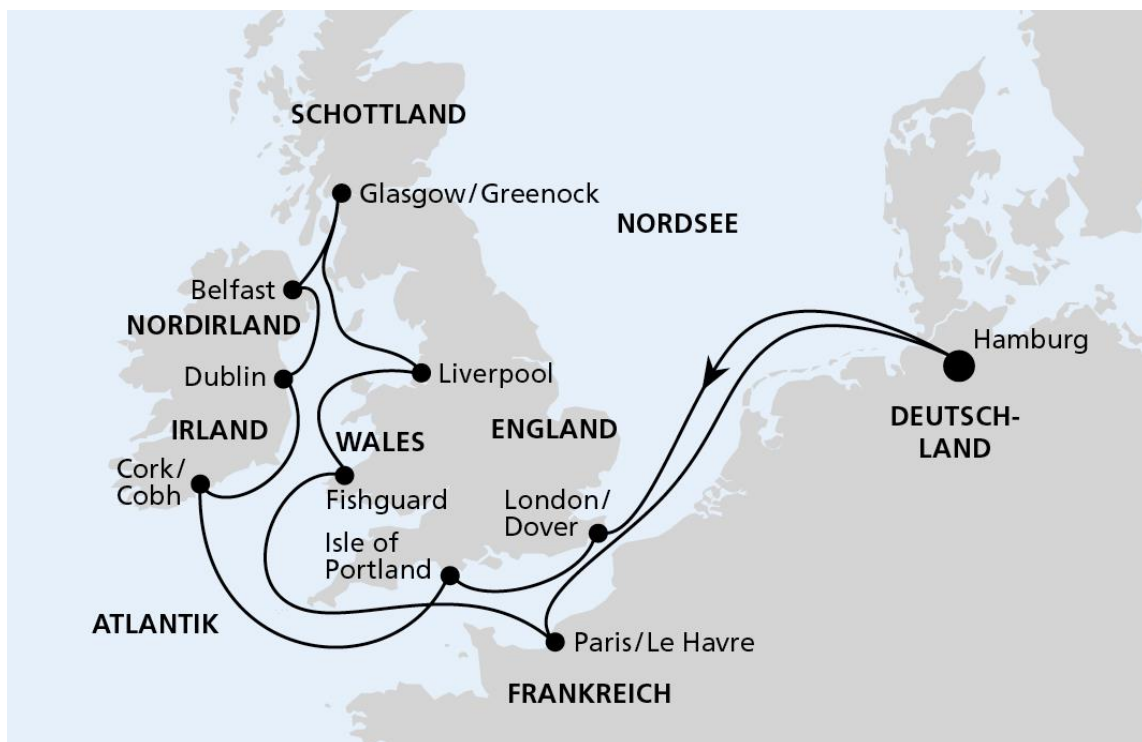 SCHOTTLAND
Glasgow/Greenock
NORDSEE
Belfast
NORDIRLAND
Hamburg
Dublin
Liverpool
DEUTSCH-
LAND
IRLAND
WALES
ENGLAND
Cork/
Cobh
Fishguard
London/
Dover
Isle of
Portland
ATLANTIK
Paris/Le Havre
FRANKREICH